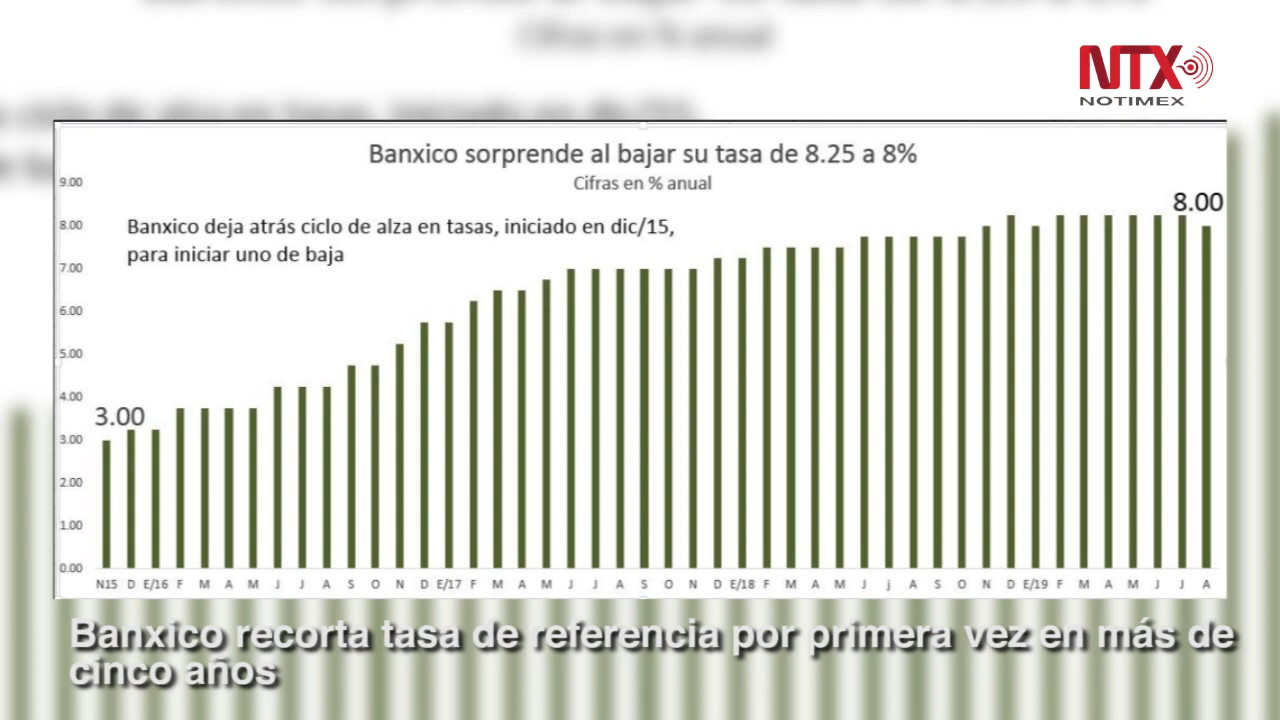 NTX
NOTIMEX
Cifras en % anual
Banxico sorprende al bajar su tasa de 8.25 a 8%
Cifras en % anual
Banxico deja atrás ciclo de alza en tasas, iniciado en dic/15,
para iniciar uno de baja
8.00
3.00
9.00
8.00
7.00
6.00
5.00
4.00
3.00
2.00
1.00
0.00
N15 D E/16 F M A M J J A S O N D E/17 F M A M J J A S O N D E/18 F M A M J j A S O N D E/19 F M A M J J A
Banxico recorta tasa de referencia por primera vez en más de
cinco años